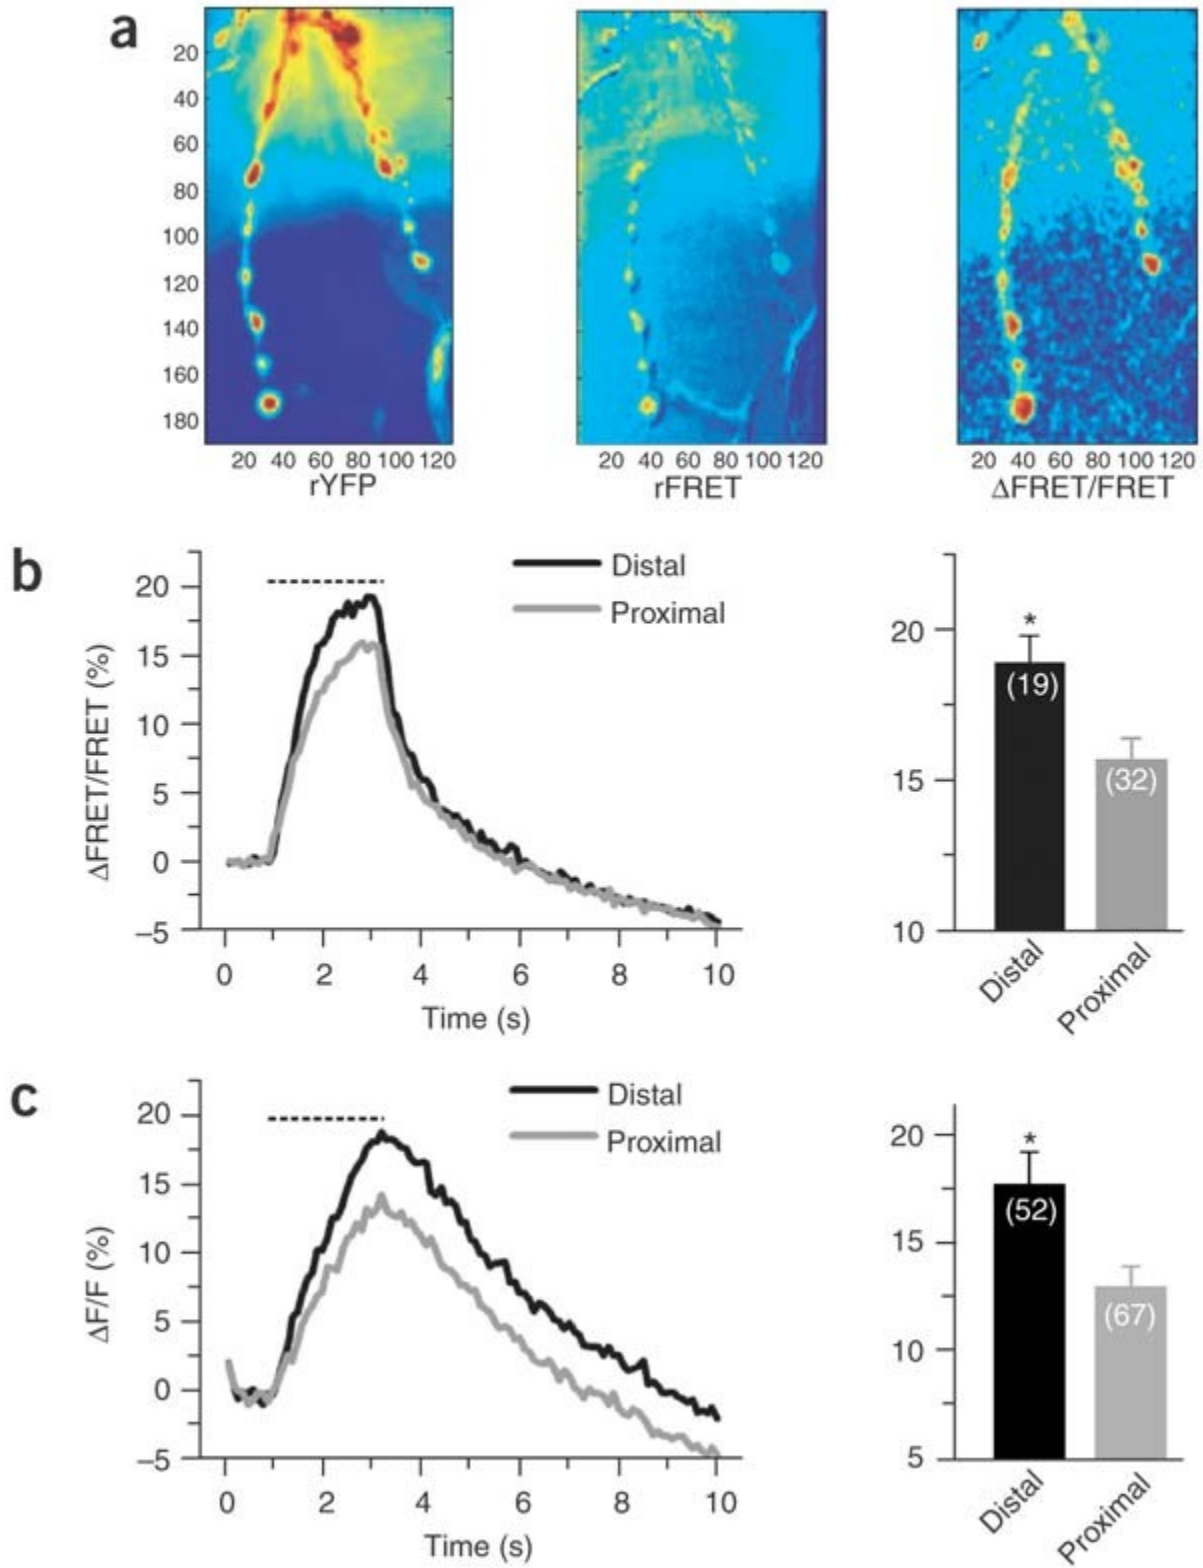 a
20
40
60
80
100
120
140
160
180
20 40 60 80 100 120
rYFP
20 40 60 80 100 120
rFRET
20 40 60 80 100 120
ΔFRET/FRET
b
ΔFRET/FRET (%)
20
15
10
5
0
–5
0 2 4 6 8 10
Time (s)
Distal
Proximal
20
15
10
*
(19)
(32)
Distal
Proximal
c
ΔF/F (%)
20
15
10
5
0
–5
0 2 4 6 8 10
Time (s)
Distal
Proximal
20
15
10
5
*
(52)
(67)
Distal
Proximal